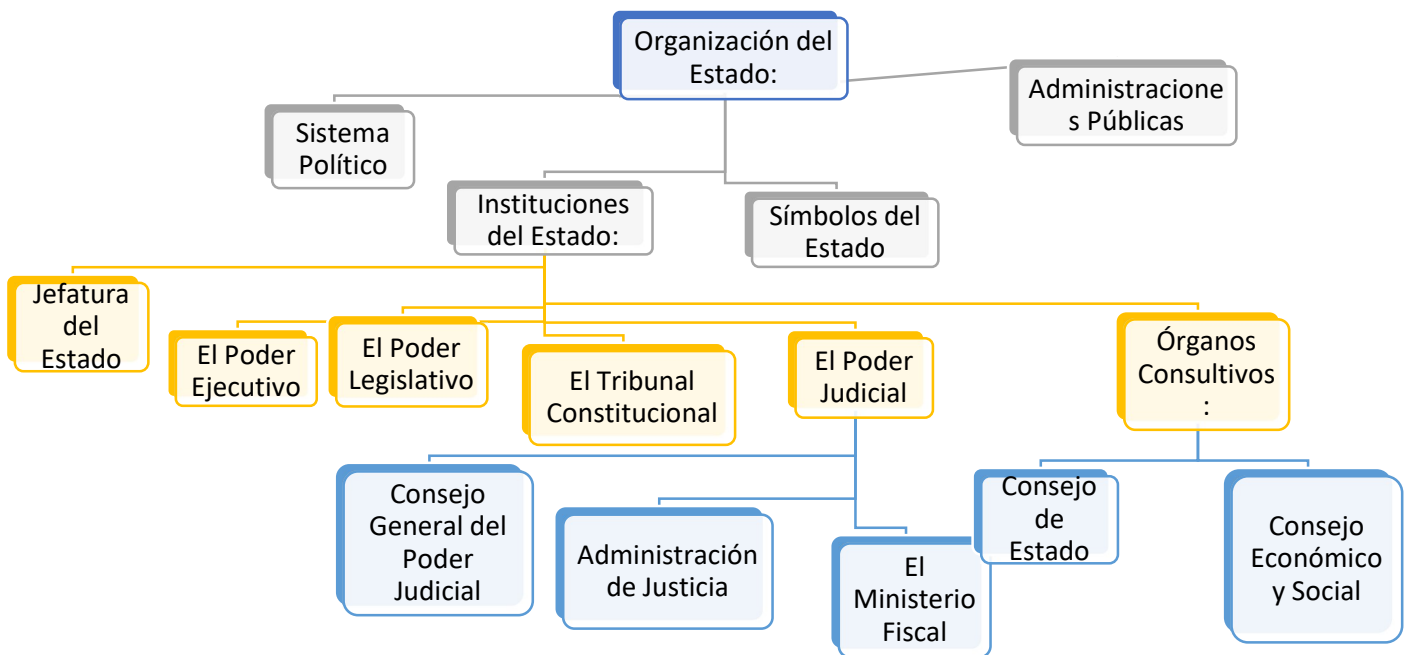 Organización del
Estado:
Administracione
s Públicas
Sistema
Político
Instituciones
del Estado:
Símbolos del
Estado
Jefatura
del
Estado
El Poder
Ejecutivo
El Poder
Legislativo
El Tribunal
Constitucional
El Poder
Judicial
Órganos
Consultivos
:
Consejo
General del
Poder
Judicial
Administración
de Justicia
El
Ministerio
Fiscal
Consejo
de
Estado
Consejo
Económico
y Social